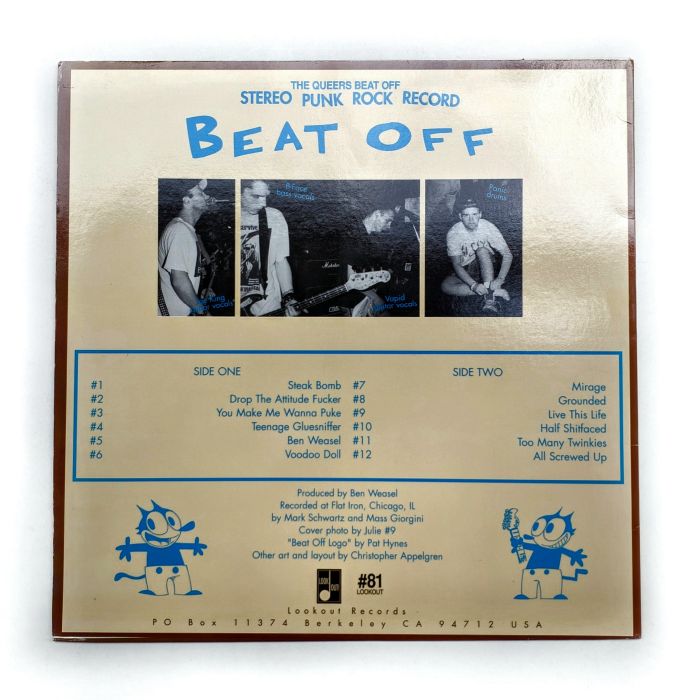 THE QUEERS BEAT OFF
STEREO PUNK ROCK RECORD
BEAT OFF
B-Face
bass vocals
Panic
drums
King
vocals
Vapid
guitar vocals
Marshall
SIDE ONE
#1 Steak Bomb
#2 Drop The Attitude Fucker
#3 You Make Me Wanna Puke
#4 Teenage Gluesniffer
#5 Ben Weasel
#6 Voodoo Doll
SIDE TWO
#7 Mirage
#8 Grounded
#9 Live This Life
#10 Half Shitfaced
#11 Too Many Twinkies
#12 All Screwed Up
Produced by Ben Weasel
Recorded at Flat Iron, Chicago, IL
by Mark Schwartz and Mass Giorgini
Cover photo by Julie #9
"Beat Off Logo" by Pat Hynes
Other art and layout by Christopher Appelgren
LOOK OUT!
#81
LOOKOUT
Lookout Records
PO Box 11374 Berkeley CA 94712 USA